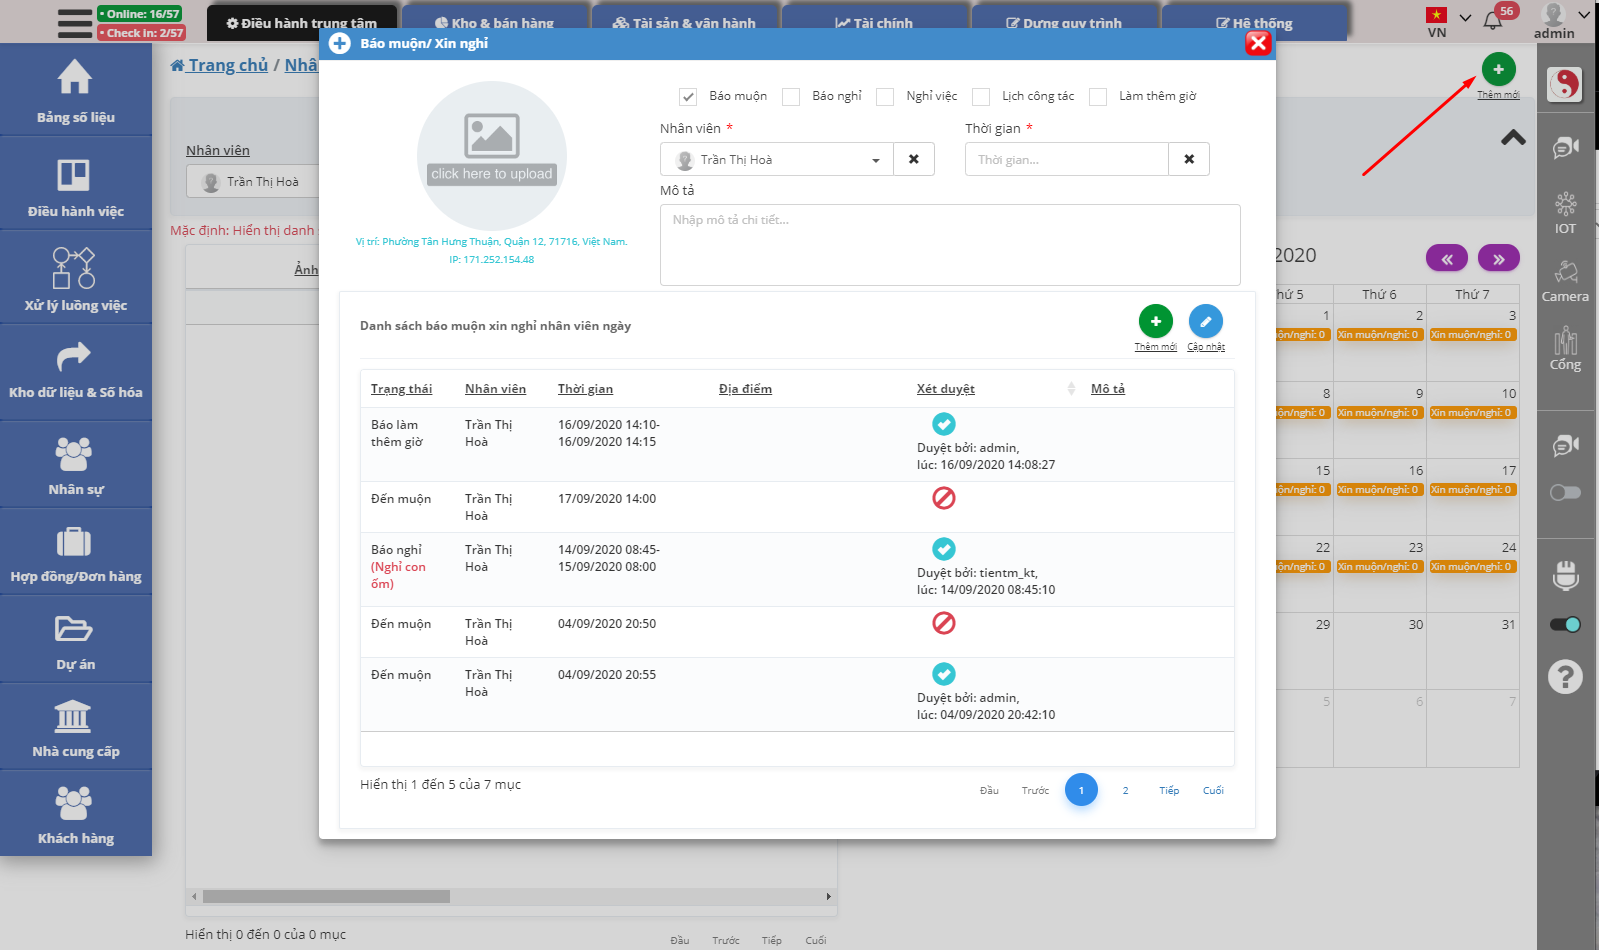 • Online: 16/57
• Check in: 2/57
Điều hành trung tâm
Kho & bán hàng
Tài sản & vận hành
Tài chính
Dựng quy trình
Hệ thống
VN
56
admin
Bảng số liệu
Điều hành việc
Xử lý luồng việc
Kho dữ liệu & Số hóa
Nhân sự
Hợp đồng/Đơn hàng
Dự án
Nhà cung cấp
Khách hàng
Trang chủ / Nhâ
Thêm mới
Nhân viên
Trần Thị Hoà
Mặc định: Hiển thị danh
Ảnh
Báo muộn/ Xin nghỉ
click here to upload
Vị trí: Phường Tân Hưng Thuận, Quận 12, 71716, Việt Nam.
IP: 171.252.154.48
Báo muộn
Báo nghỉ
Nghỉ việc
Lịch công tác
Làm thêm giờ
Nhân viên *
Thời gian *
Trần Thị Hoà
Thời gian...
Mô tả
Nhập mô tả chi tiết...
Danh sách báo muộn xin nghỉ nhân viên ngày
Thêm mới
Cập nhật
Trạng thái Nhân viên Thời gian Địa điểm Xét duyệt Mô tả
Báo làm
thêm giờ
Trần Thị
Hoà
16/09/2020 14:10-
16/09/2020 14:15
Duyệt bởi: admin,
lúc: 16/09/2020 14:08:27
Đến muộn
Trần Thị
Hoà
17/09/2020 14:00
Báo nghỉ
(Nghỉ con
ốm)
Trần Thị
Hoà
14/09/2020 08:45-
15/09/2020 08:00
Duyệt bởi: tientm_kt,
lúc: 14/09/2020 08:45:10
Đến muộn
Trần Thị
Hoà
04/09/2020 20:50
Đến muộn
Trần Thị
Hoà
04/09/2020 20:55
Duyệt bởi: admin,
lúc: 04/09/2020 20:42:10
Hiển thị 1 đến 5 của 7 mục
Đầu Trước 1 2 Tiếp Cuối
2020
« »
hứ 5 Thứ 6 Thứ 7
1 2 3
ộn/nghỉ: 0 Xin muộn/nghỉ: 0 Xin muộn/nghỉ: 0
8 9 10
ộn/nghỉ: 0 Xin muộn/nghỉ: 0 Xin muộn/nghỉ: 0
15 16 17
ộn/nghỉ: 0 Xin muộn/nghỉ: 0 Xin muộn/nghỉ: 0
22 23 24
ộn/nghỉ: 0 Xin muộn/nghỉ: 0 Xin muộn/nghỉ: 0
29 30 31
5 6 7
IOT
Camera
Cổng
Hiển thị 0 đến 0 của 0 mục
Đầu Trước Tiếp Cuối